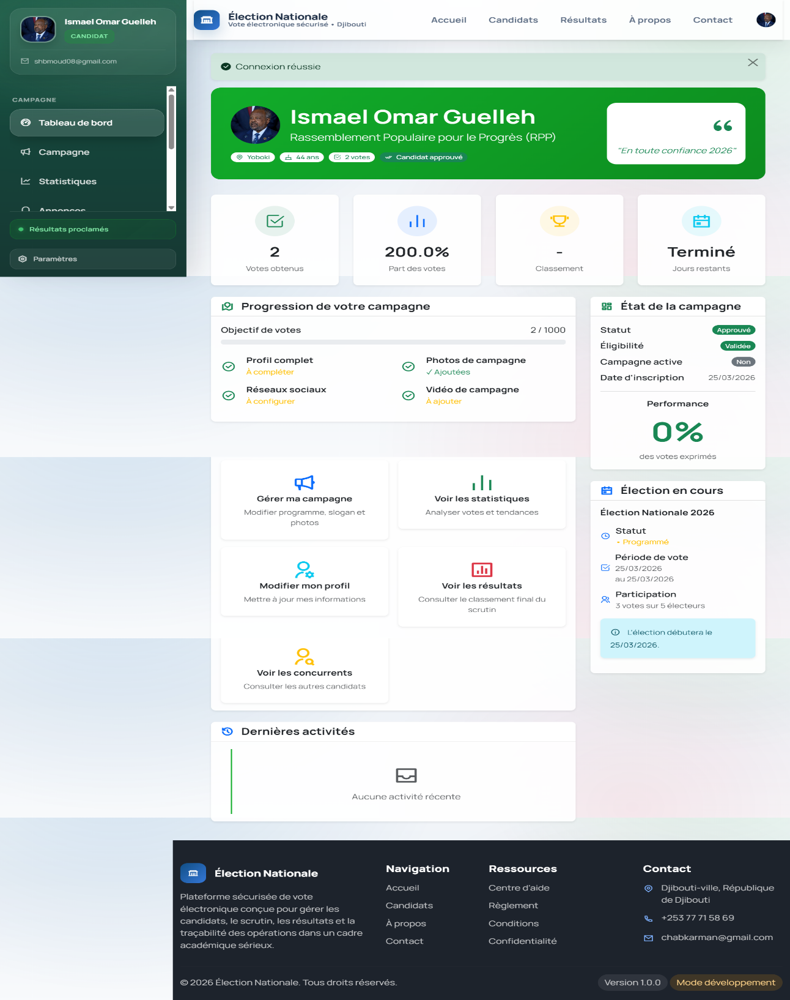 Ismael Omar Guelleh
CANDIDAT
shbmoud08@gmail.com
CAMPAGNE
Tableau de bord
Campagne
Statistiques
Annonces
Résultats proclamés
Paramètres
Élection Nationale
Vote électronique sécurisé • Djibouti
Accueil
Candidats
Résultats
À propos
Contact
Connexion réussie
Ismael Omar Guelleh
Rassemblement Populaire pour le Progrès (RPP)
Yoboki
44 ans
2 votes
Candidat approuvé
"En toute confiance 2026"
2
Votes obtenus
200.0%
Part des votes
-
Classement
Terminé
Jours restants
Progression de votre campagne
Objectif de votes
2 / 1000
Profil complet
À compléter
Photos de campagne
✓ Ajoutées
Réseaux sociaux
À configurer
Vidéo de campagne
À ajouter
État de la campagne
Statut
Approuvé
Éligibilité
Validée
Campagne active
Non
Date d'inscription
25/03/2026
Performance
0%
des votes exprimés
Gérer ma campagne
Modifier programme, slogan et
photos
Voir les statistiques
Analyser votes et tendances
Modifier mon profil
Mettre à jour mes informations
Voir les résultats
Consulter le classement final du
scrutin
Voir les concurrents
Consulter les autres candidats
Élection en cours
Élection Nationale 2026
Statut
• Programmé
Période de vote
25/03/2026
au 25/03/2026
Participation
3 votes sur 5 électeurs
L'élection débutera le
25/03/2026.
Dernières activités
Aucune activité récente
Élection Nationale
Plateforme sécurisée de vote
électronique conçue pour gérer les
candidats, le scrutin, les résultats et la
traçabilité des opérations dans un cadre
académique sérieux.
Navigation
Accueil
Candidats
À propos
Contact
Ressources
Centre d'aide
Règlement
Conditions
Confidentialité
Contact
Djibouti-ville, République
de Djibouti
+253 77 71 58 69
chabkarman@gmail.com
© 2026 Élection Nationale. Tous droits réservés.
Version 1.0.0
Mode développement